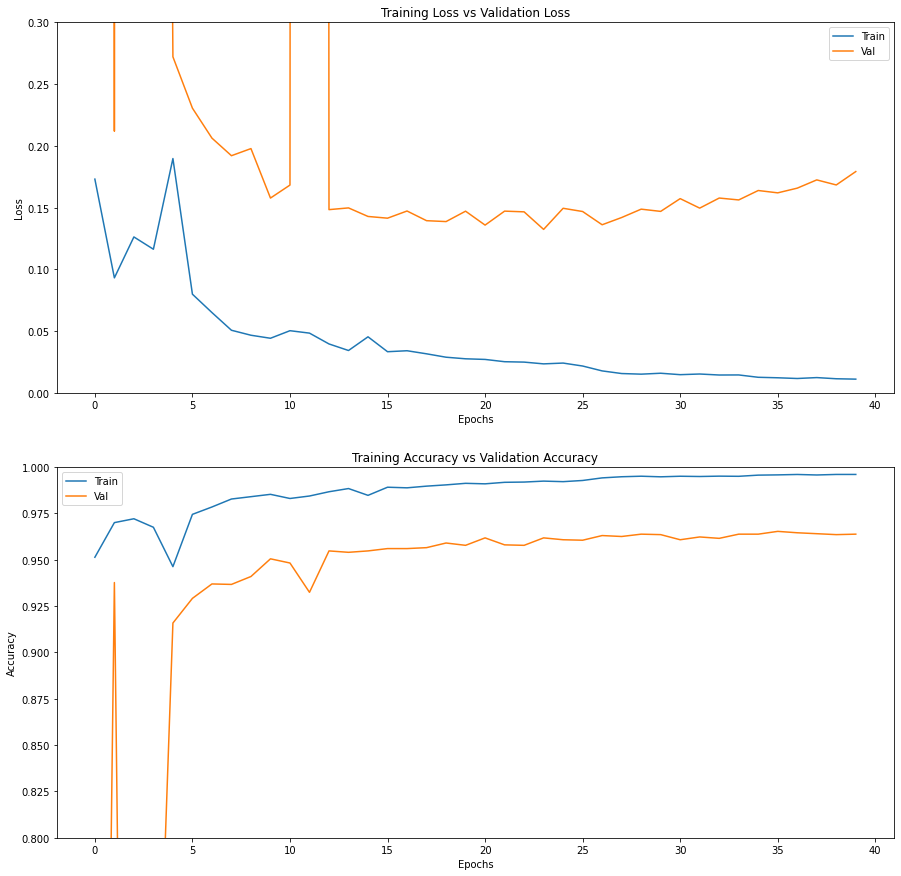 Training Loss vs Validation Loss
0.30
0.25
0.20
0.15
0.10
0.05
0.00
Loss
Train
Val
0 5 10 15 20 25 30 35 40
Epochs
Training Accuracy vs Validation Accuracy
1.000
0.975
0.950
0.925
0.900
0.875
0.850
0.825
0.800
Accuracy
Train
Val
0 5 10 15 20 25 30 35 40
Epochs